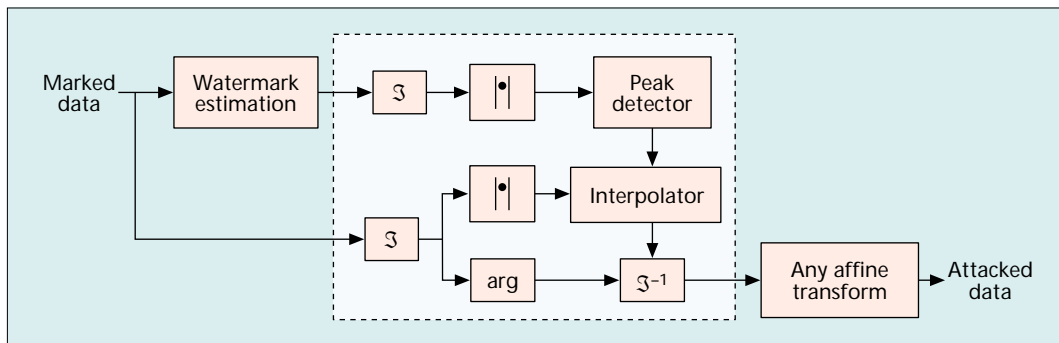 Marked
data
Watermark
estimation
ℑ
|•|
Peak
detector
|•|
Interpolator
ℑ
arg
ℑ⁻¹
Any affine
transform
Attacked
data